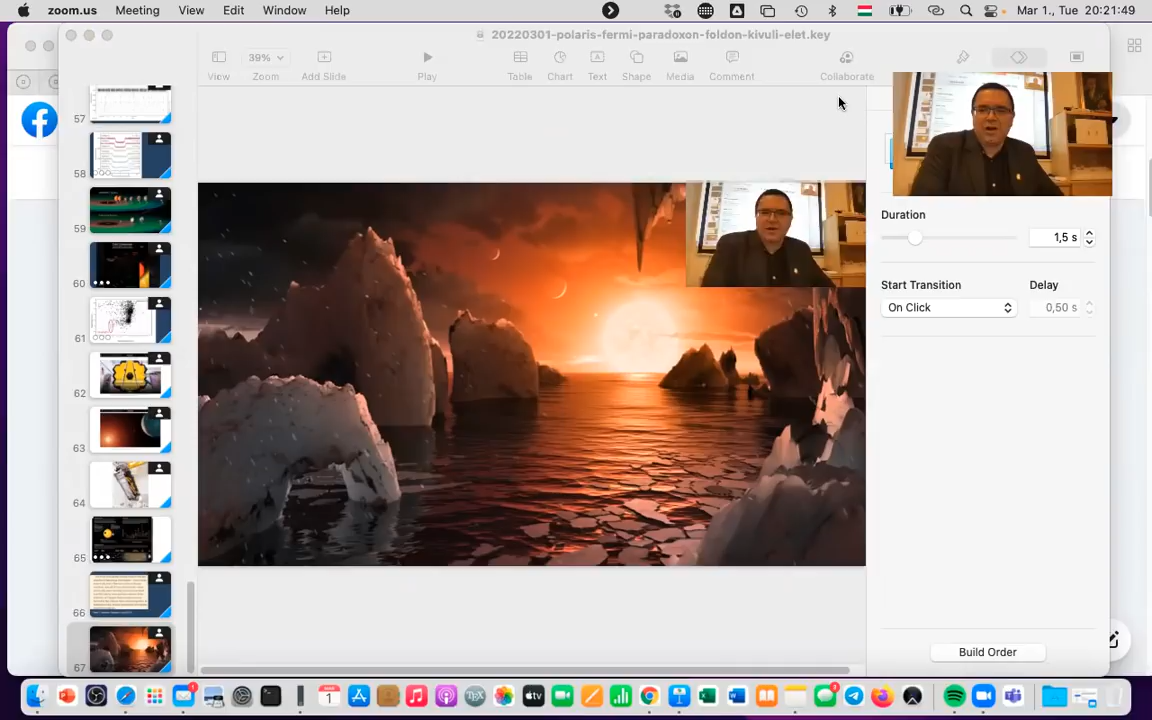 zoom.us Meeting View Edit Window Help Mar 1., Tue 20:21:49
20220301-polaris-fermi-paradoxon-foldon-kivuli-elet.key
39%
View Zoom Add Slide Play Table Chart Text Shape Media Comment Collaborate
57
58
59
60
61
62
63
64
65
66
67
Duration
1,5 s
Start Transition Delay
On Click 0,50 s
Build Order